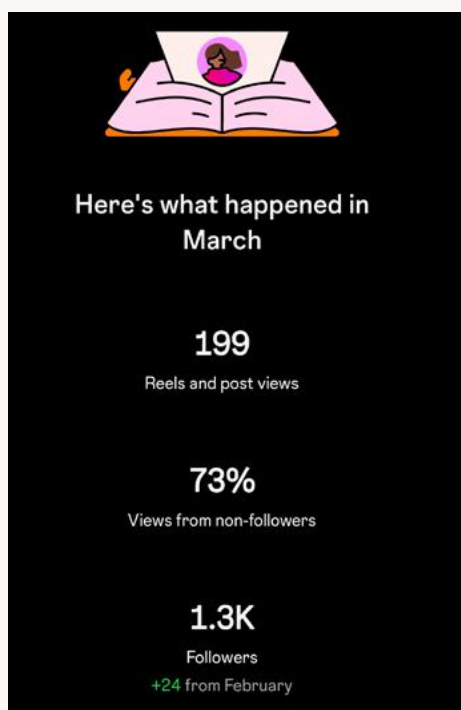 Here's what happened in
March
199
Reels and post views
73%
Views from non-followers
1.3K
Followers
+24 from February